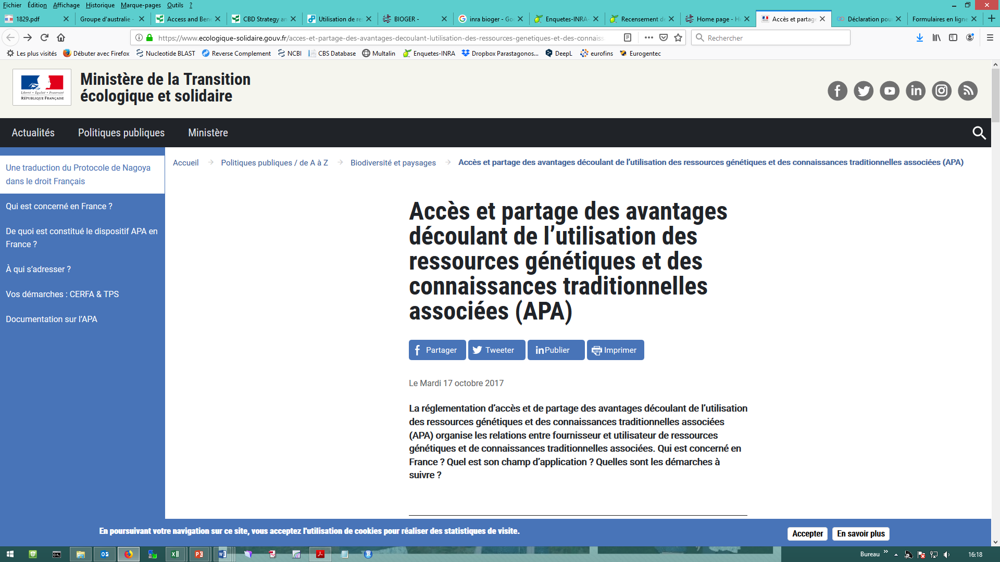 Fichier Édition Affichage Historique Marque-pages Outils ?
1829.pdf
Groupe d'australie -
Access and Ben
CBD Strategy an
Utilisation de re
BIOGER -
inra bioger - Go
Enquetes-INRA-
Recensement de
Home page - H
Accès et partage
Déclaration pou
Formulaires en ligne
https://www.ecologique-solidaire.gouv.fr/acces-et-partage-des-avantages-decoulant-lutilisation-des-ressources-genetiques-et-des-connaiss
Rechercher
Les plus visités Débuter avec Firefox Nucleotide BLAST Reverse Complement NCBI CBS Database Multalin Enquetes-INRA Dropbox Parastagonos... DeepL eurofins Eurogentec
Liberté • Égalité • Fraternité
RÉPUBLIQUE FRANÇAISE
Ministère de la Transition
écologique et solidaire
Actualités Politiques publiques Ministère
Une traduction du Protocole de Nagoya
dans le droit Français
Qui est concerné en France ?
De quoi est constitué le dispositif APA en
France ?
À qui s’adresser ?
Vos démarches : CERFA & TPS
Documentation sur l’APA
Accueil Politiques publiques / de A à Z Biodiversité et paysages Accès et partage des avantages découlant de l’utilisation des ressources génétiques et des connaissances traditionnelles associées (APA)
Accès et partage des avantages
découlant de l’utilisation des
ressources génétiques et des
connaissances traditionnelles
associées (APA)
Partager Tweeter Publier Imprimer
Le Mardi 17 octobre 2017
La réglementation d’accès et de partage des avantages découlant de l’utilisation
des ressources génétiques et des connaissances traditionnelles associées
(APA) organise les relations entre fournisseur et utilisateur de ressources
génétiques et de connaissances traditionnelles associées. Qui est concerné en
France ? Quel est son champ d’application ? Quelles sont les démarches à
suivre ?
En poursuivant votre navigation sur ce site, vous acceptez l'utilisation de cookies pour réaliser des statistiques de visite.
Accepter En savoir plus
Bureau 16:18